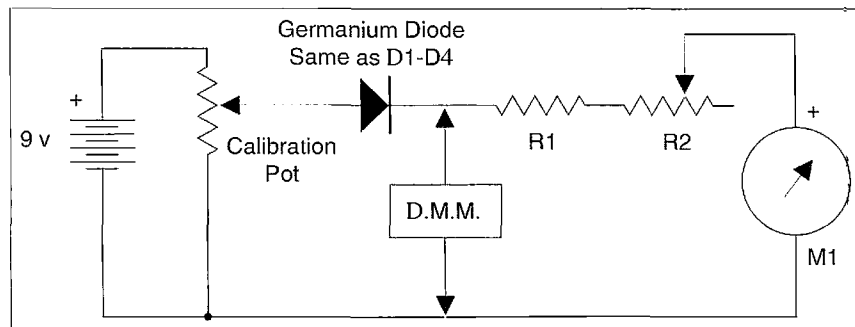 Germanium Diode
Same as D1-D4
+
9 v
Calibration
Pot
R1
R2
+
D.M.M.
M1